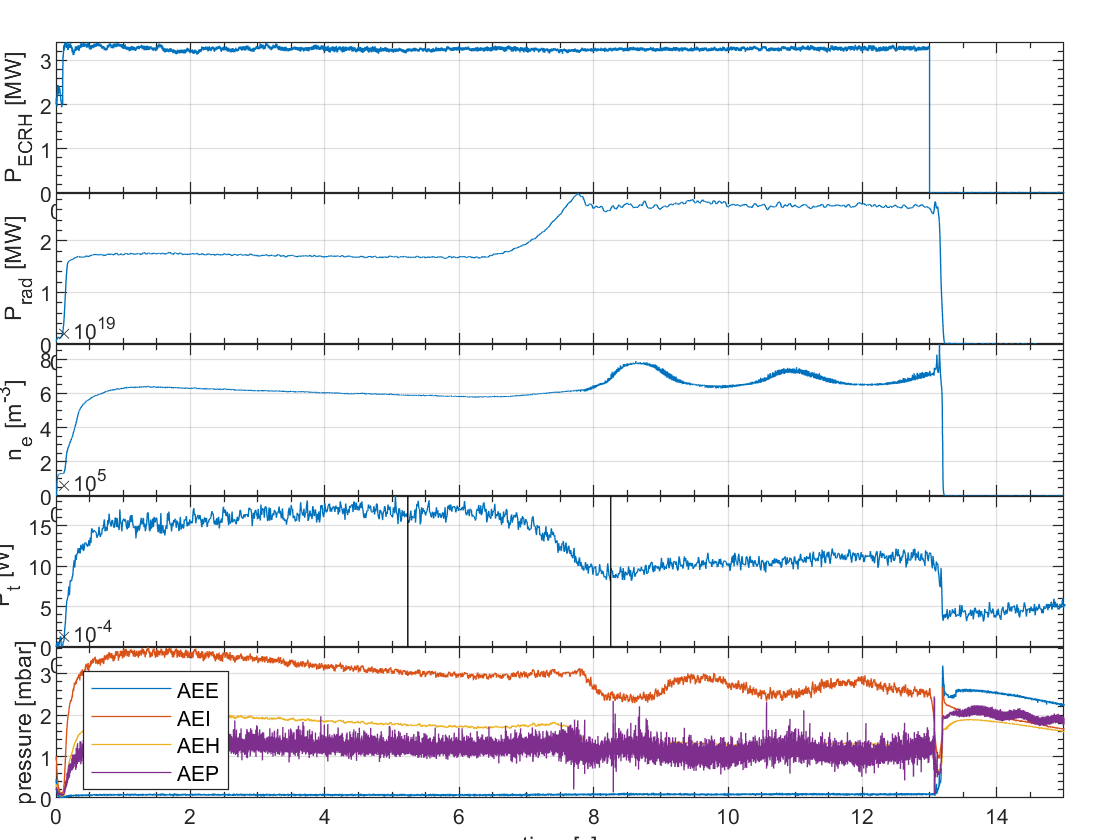 P_ECRH [MW]
3
2
1
0
P_rad [MW]
2
1
0
× 10^19
n_e [m^-3]
8
6
4
2
0
× 10^5
P_t [W]
15
10
5
0
× 10^-4
pressure [mbar]
3
2
1
0
AEE
AEI
AEH
AEP
0 2 4 6 8 10 12 14